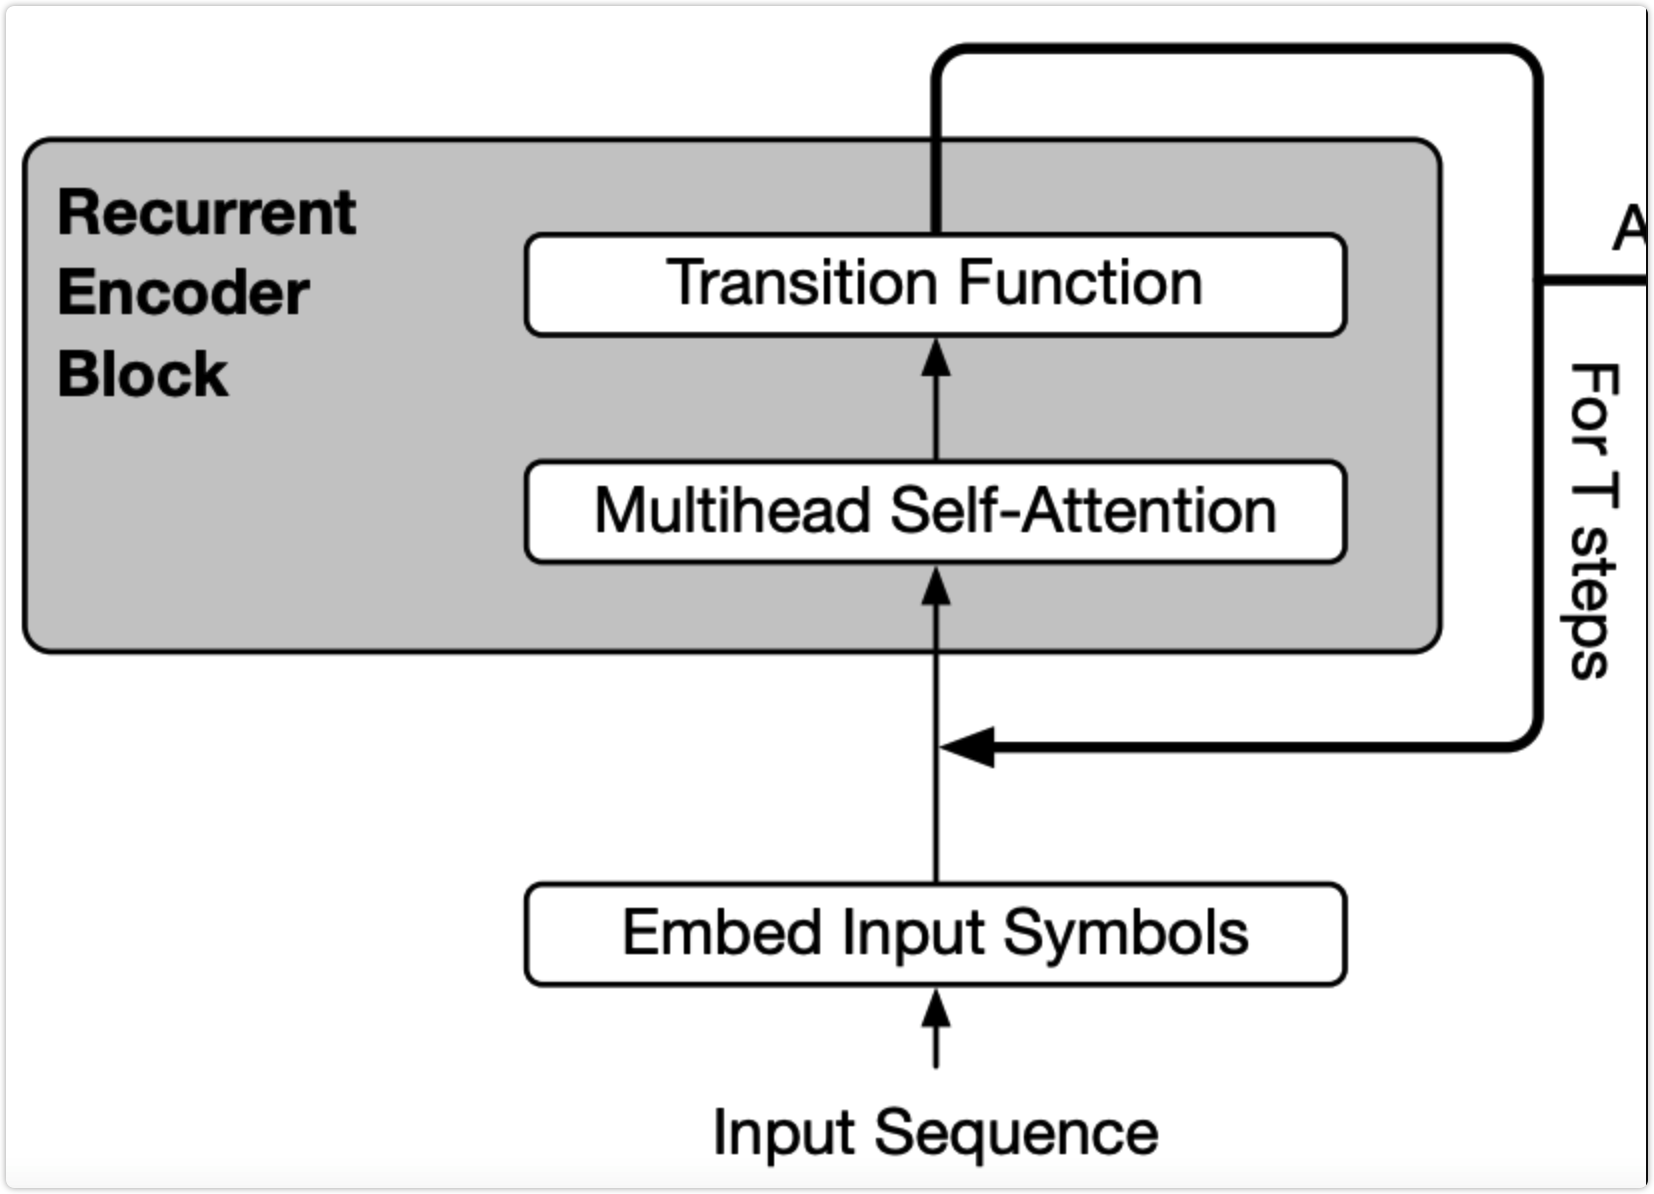 Recurrent
Encoder
Block
Transition Function
Multihead Self-Attention
A
For T steps
Embed Input Symbols
Input Sequence